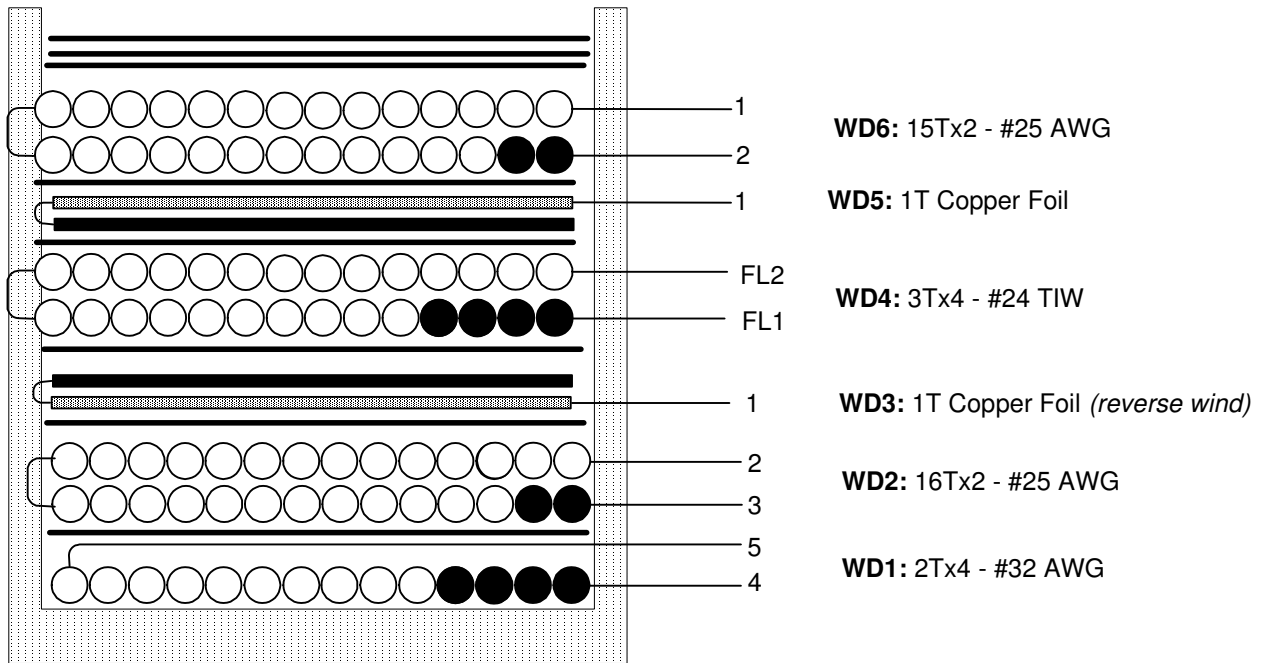 1
WD6: 15Tx2 - #25 AWG
2
1
WD5: 1T Copper Foil
FL2
WD4: 3Tx4 - #24 TIW
FL1
1
WD3: 1T Copper Foil (reverse wind)
2
WD2: 16Tx2 - #25 AWG
3
5
WD1: 2Tx4 - #32 AWG
4